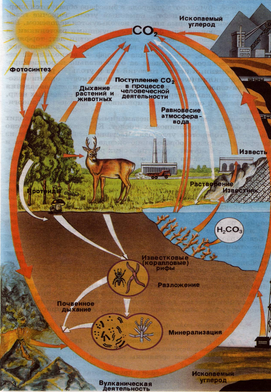 CO₂
Ископаемый
углерод
Фотосинтез
Дыхание
растений и
животных
Поступление CO₂
в процессе
человеческой
деятельности
Равновесие
атмосфера-
вода
Известь
Растворение
Известняк
H₂CO₃
Известковые
(коралловые)
рифы
Разложение
Почвенное
дыхание
Минерализация
Вулканическая
деятельность
Ископаемый
углерод